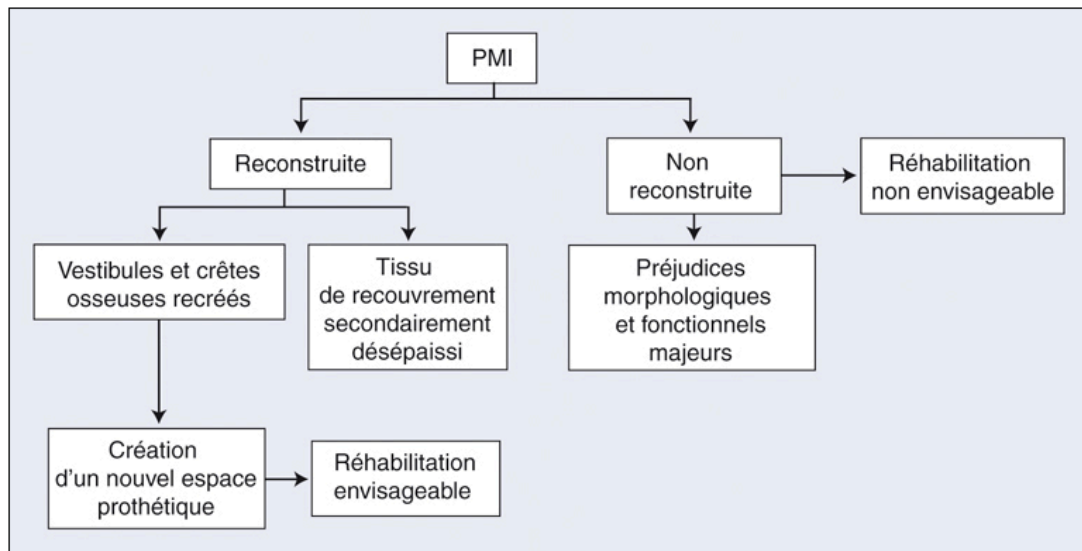 PMI
Reconstruite
Non
reconstruite
Réhabilitation
non envisageable
Vestibules et crêtes
osseuses recréés
Tissu
de recouvrement
secondairement
désépaissi
Préjudices
morphologiques
et fonctionnels
majeurs
Création
d'un nouvel espace
prothétique
Réhabilitation
envisageable